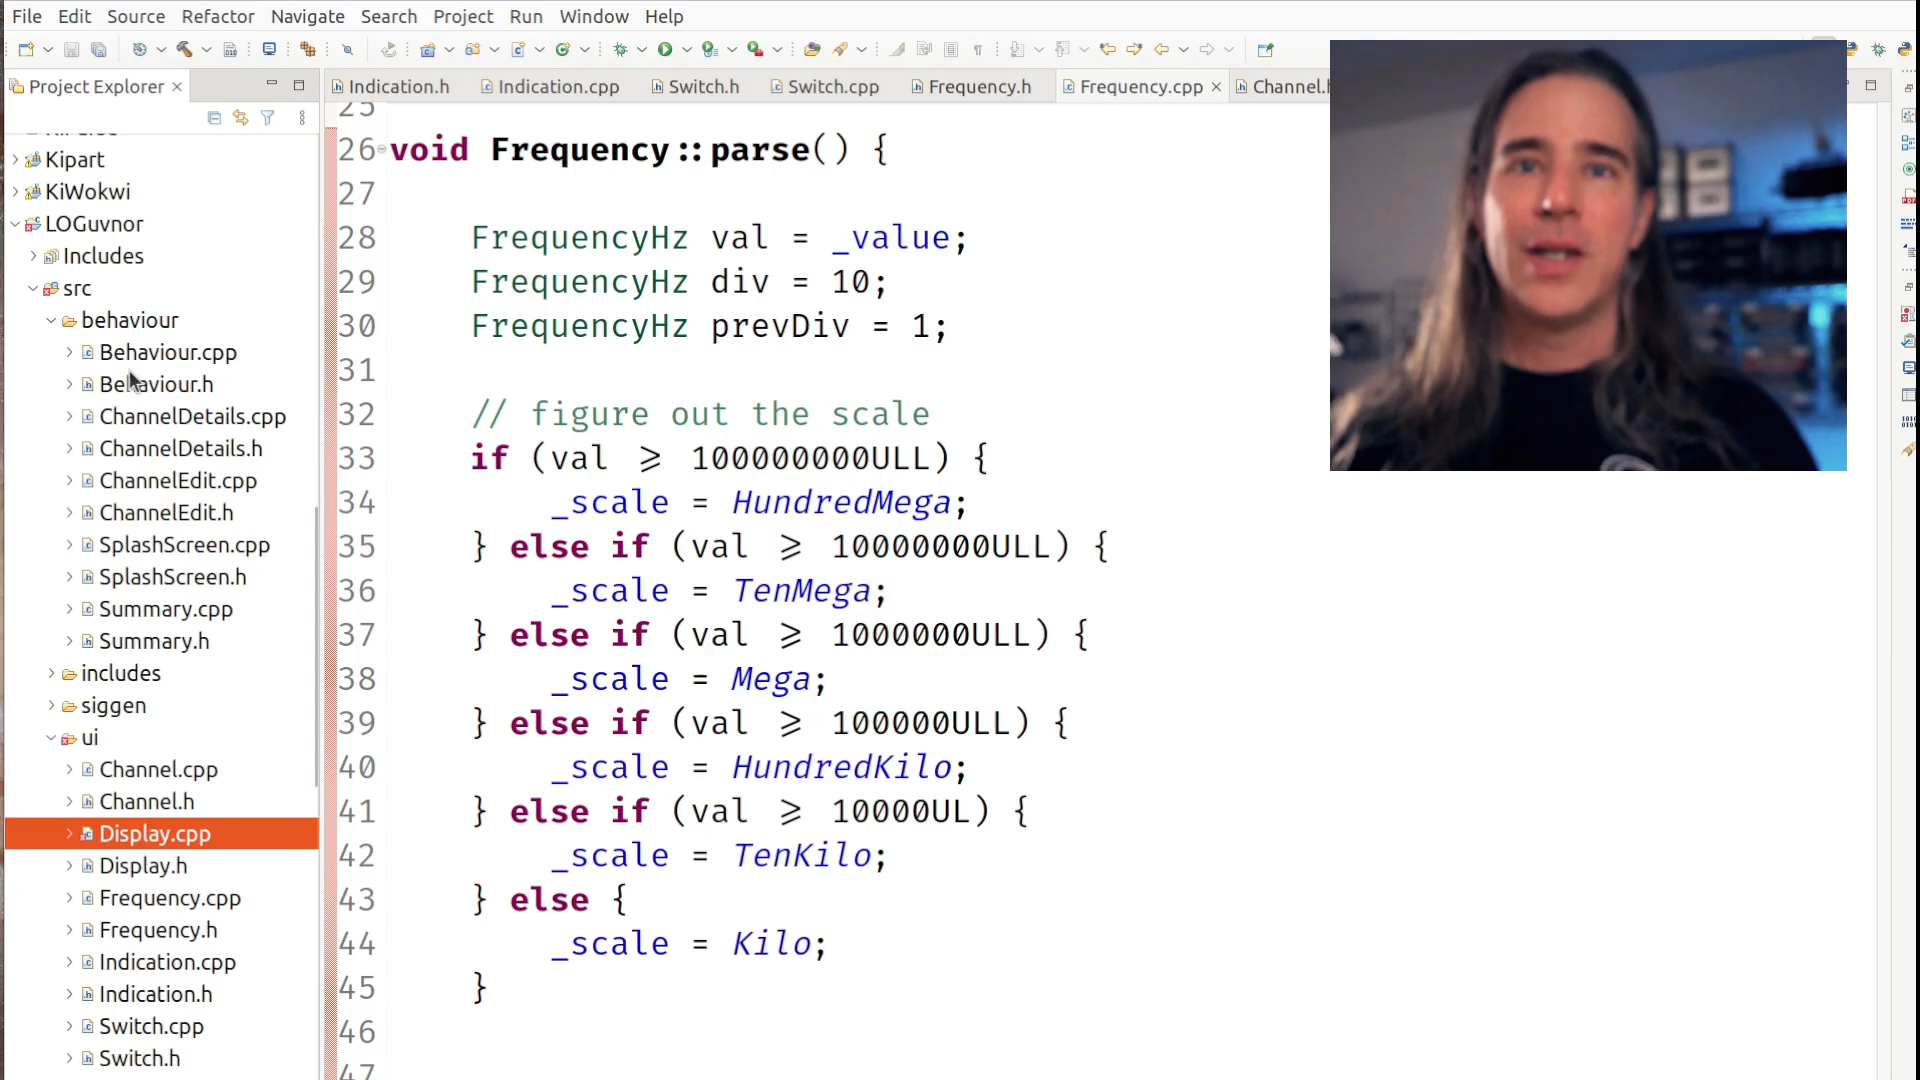 File Edit Source Refactor Navigate Search Project Run Window Help
Project Explorer
Indication.h Indication.cpp Switch.h Switch.cpp Frequency.h Frequency.cpp Channel.h
Kipart
KiWokwi
LOGuvnor
Includes
src
behaviour
Behaviour.cpp
Behaviour.h
ChannelDetails.cpp
ChannelDetails.h
ChannelEdit.cpp
ChannelEdit.h
SplashScreen.cpp
SplashScreen.h
Summary.cpp
Summary.h
includes
siggen
ui
Channel.cpp
Channel.h
Display.cpp
Display.h
Frequency.cpp
Frequency.h
Indication.cpp
Indication.h
Switch.cpp
Switch.h
25
26 void Frequency::parse() {
27
28 FrequencyHz val = _value;
29 FrequencyHz div = 10;
30 FrequencyHz prevDiv = 1;
31
32 // figure out the scale
33 if (val ⩾ 100000000ULL) {
34 _scale = HundredMega;
35 } else if (val ⩾ 10000000ULL) {
36 _scale = TenMega;
37 } else if (val ⩾ 1000000ULL) {
38 _scale = Mega;
39 } else if (val ⩾ 100000ULL) {
40 _scale = HundredKilo;
41 } else if (val ⩾ 10000UL) {
42 _scale = TenKilo;
43 } else {
44 _scale = Kilo;
45 }
46
47